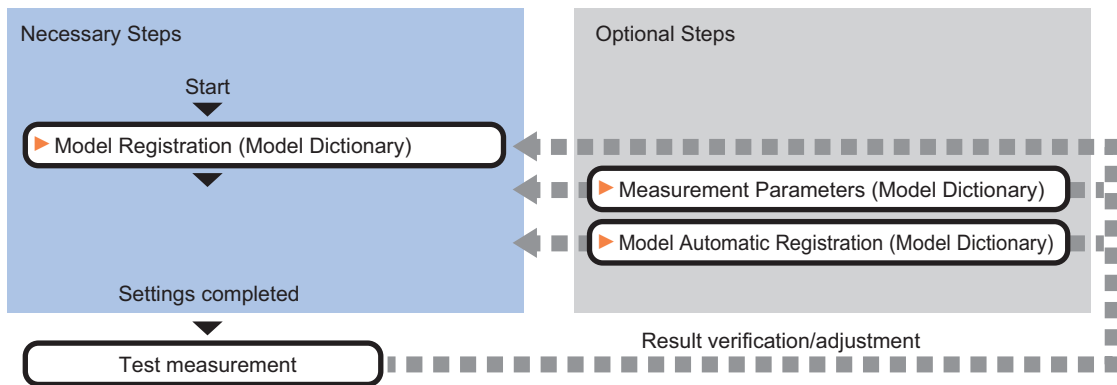 Necessary Steps
Optional Steps
Start
Model Registration (Model Dictionary)
Measurement Parameters (Model Dictionary)
Model Automatic Registration (Model Dictionary)
Settings completed
Result verification/adjustment
Test measurement